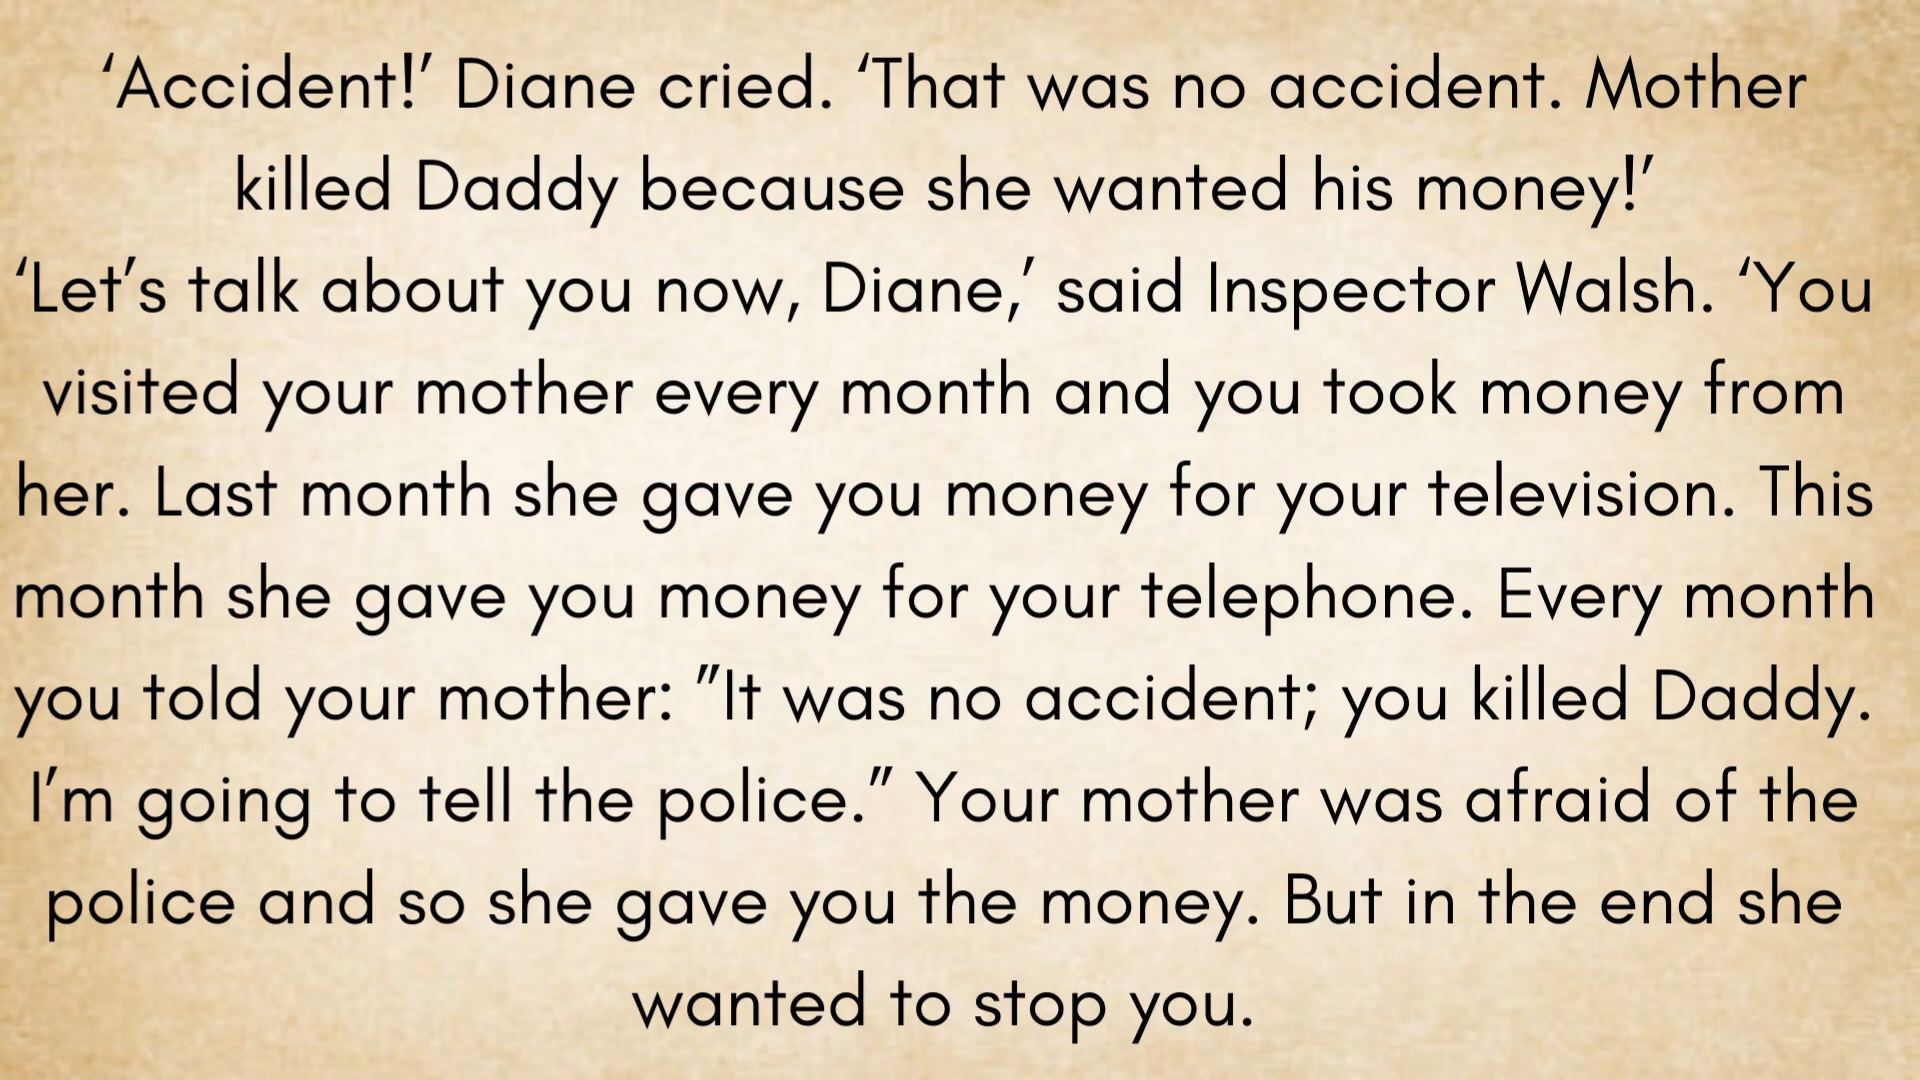 ‘Accident!’ Diane cried. ‘That was no accident. Mother
killed Daddy because she wanted his money!’
‘Let’s talk about you now, Diane,’ said Inspector Walsh. ‘You
visited your mother every month and you took money from
her. Last month she gave you money for your television. This
month she gave you money for your telephone. Every month
you told your mother: "It was no accident; you killed Daddy.
I’m going to tell the police.” Your mother was afraid of the
police and so she gave you the money. But in the end she
wanted to stop you.